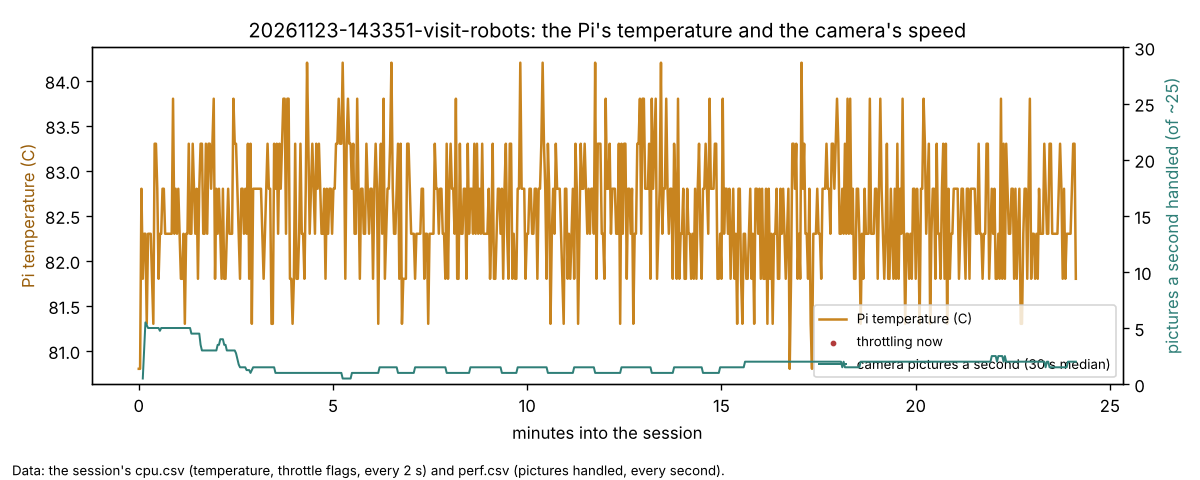 20261123-143351-visit-robots: the Pi's temperature and the camera's speed
Pi temperature (C)
84.0
83.5
83.0
82.5
82.0
81.5
81.0
30
25
20
15
10
5
0
pictures a second handled (of ~25)
Pi temperature (C)
throttling now
camera pictures a second (30 s median)
0 5 10 15 20 25
minutes into the session
Data: the session's cpu.csv (temperature, throttle flags, every 2 s) and perf.csv (pictures handled, every second).